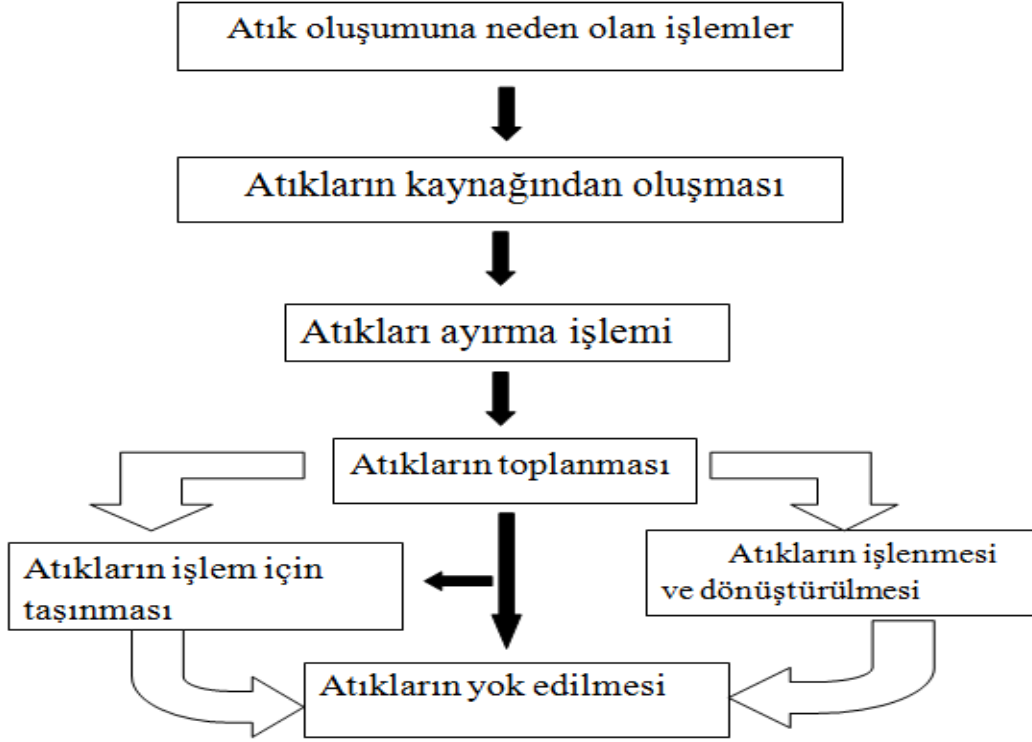 Atık oluşumuna neden olan işlemler
Atıkların kaynağından oluşması
Atıkları ayırma işlemi
Atıkların toplanması
Atıkların işlem için
taşınması
Atıkların işlenmesi
ve dönüştürülmesi
Atıkların yok edilmesi